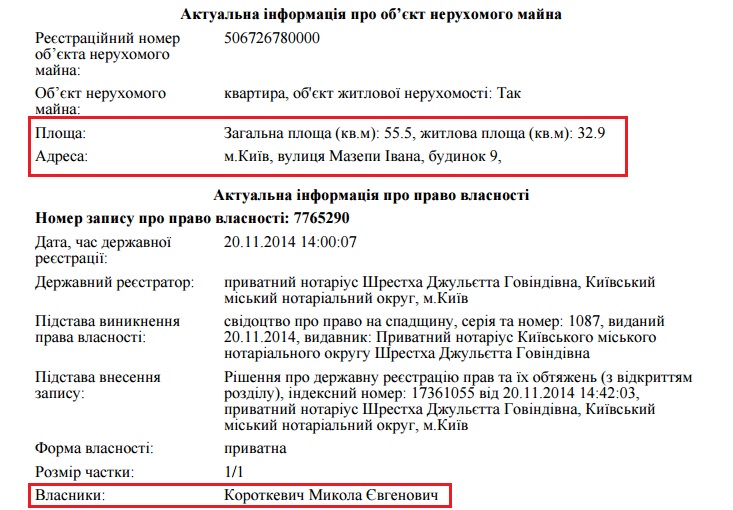 Актуальна інформація про об’єкт нерухомого майна
Реєстраційний номер 506726780000
об’єкта нерухомого
майна:
Об’єкт нерухомого квартира, об'єкт житлової нерухомості: Так
майна:
Площа: Загальна площа (кв.м): 55.5, житлова площа (кв.м): 32.9
Адреса: м.Київ, вулиця Мазепи Івана, будинок 9,
Актуальна інформація про право власності
Номер запису про право власності: 7765290
Дата, час державної 20.11.2014 14:00:07
реєстрації:
Державний реєстратор: приватний нотаріус Шрестха Джульєтта Говіндівна, Київський
міський нотаріальний округ, м.Київ
Підстава виникнення свідоцтво про право на спадщину, серія та номер: 1087, виданий
права власності: 20.11.2014, видавник: Приватний нотаріус Київського міського
нотаріального округу Шрестха Джульєтта Говіндівна
Підстава внесення Рішення про державну реєстрацію прав та їх обтяжень (з відкриттям
запису: розділу), індексний номер: 17361055 від 20.11.2014 14:42:03,
приватний нотаріус Шрестха Джульєтта Говіндівна, Київський
міський нотаріальний округ, м.Київ
Форма власності: приватна
Розмір частки: 1/1
Власники: Короткевич Микола Євгенович